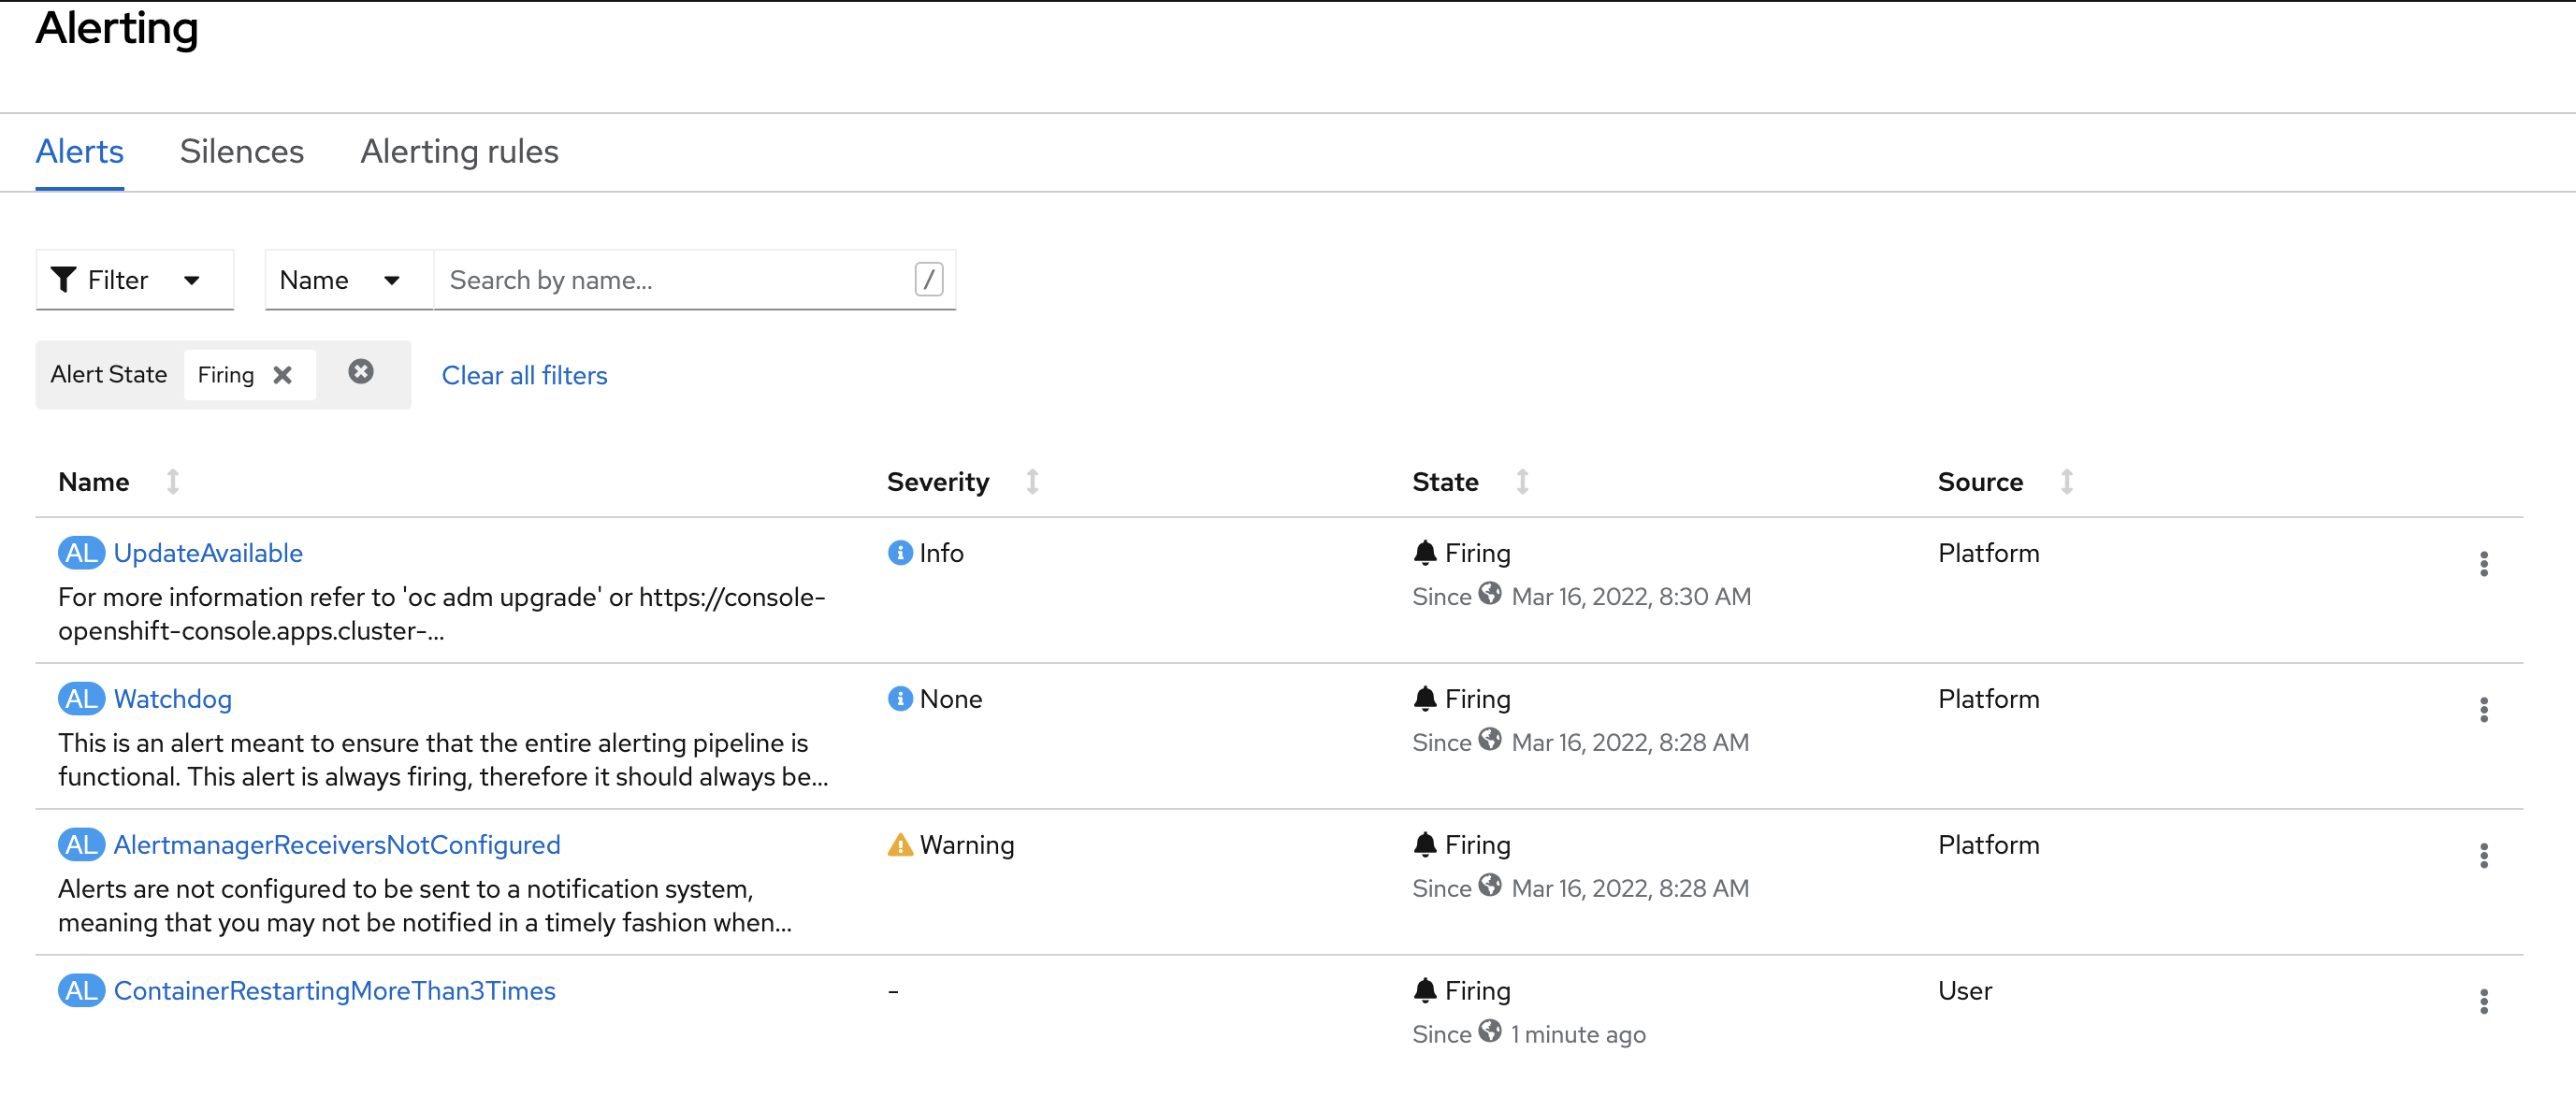 Alerting
Alerts Silences Alerting rules
Filter Name Search by name... /
Alert State Firing Clear all filters
Name Severity State Source
AL UpdateAvailable Info Firing Platform
For more information refer to 'oc adm upgrade' or https://console- Since Mar 16, 2022, 8:30 AM
openshift-console.apps.cluster-...
AL Watchdog None Firing Platform
This is an alert meant to ensure that the entire alerting pipeline is Since Mar 16, 2022, 8:28 AM
functional. This alert is always firing, therefore it should always be...
AL AlertmanagerReceiversNotConfigured Warning Firing Platform
Alerts are not configured to be sent to a notification system, Since Mar 16, 2022, 8:28 AM
meaning that you may not be notified in a timely fashion when...
AL ContainerRestartingMoreThan3Times - Firing User
Since 1 minute ago